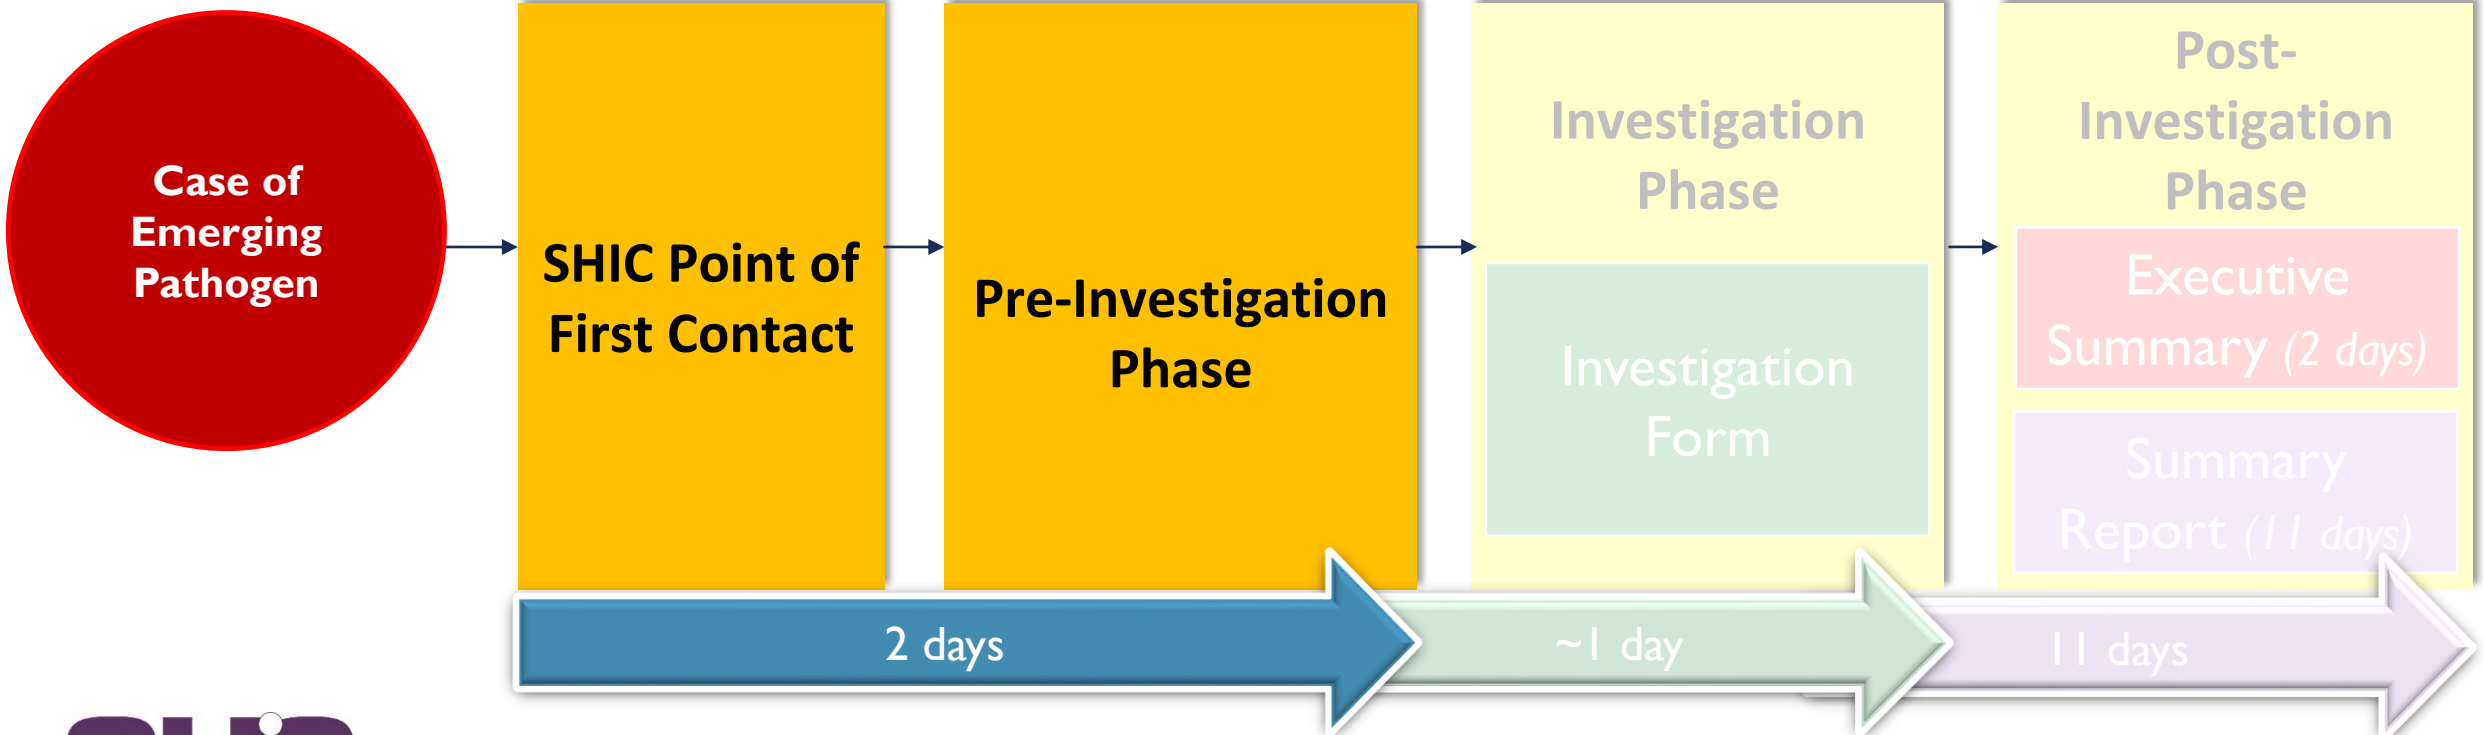 Case of
Emerging
Pathogen
SHIC Point of
First Contact
Pre-Investigation
Phase
Investigation
Phase
Investigation
Form
Post-
Investigation
Phase
Executive
Summary (2 days)
Summary
Report (11 days)
2 days
~1 day
11 days